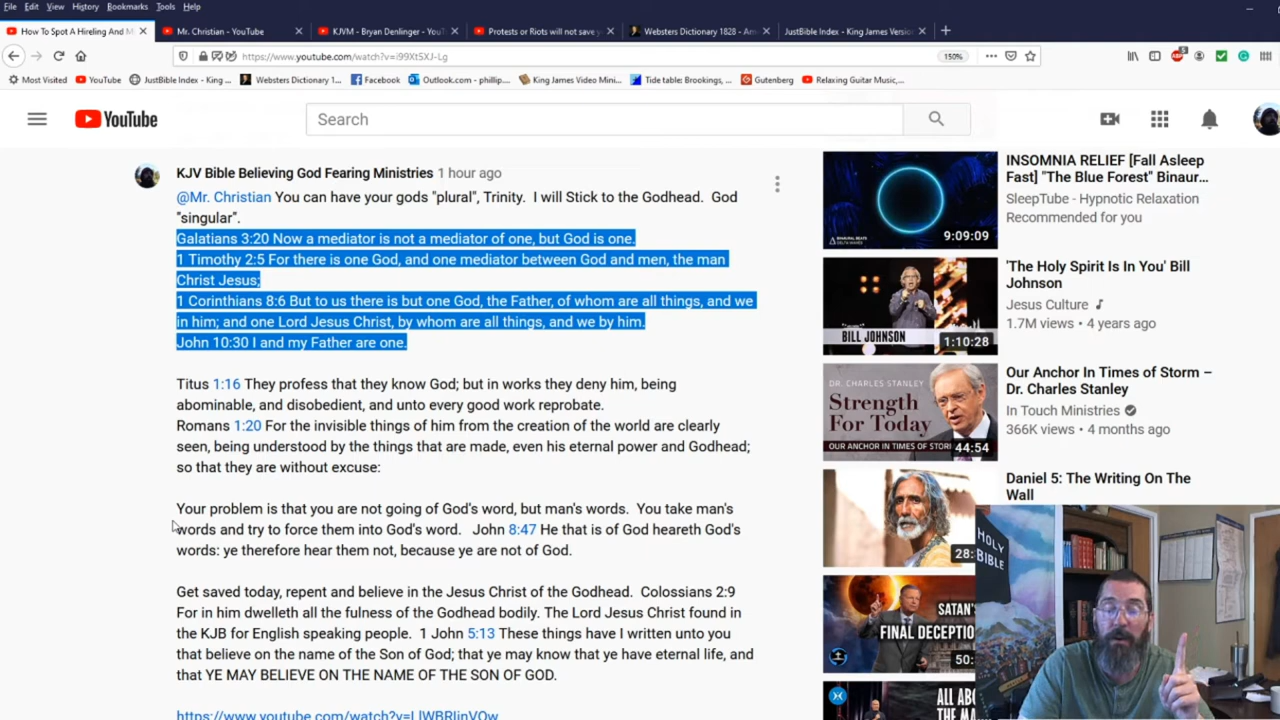 File Edit View History Bookmarks Tools Help
How To Spot A Hireling And M
Mr. Christian - YouTube
KJVM - Bryan Denlinger - YouT
Protests or Riots will not save y
Websters Dictionary 1828 - Am
JustBible Index - King James Versio
https://www.youtube.com/watch?v=i99Xt5XJ-Lg
150%
Most Visited YouTube JustBible Index - King ... Websters Dictionary 1... Facebook Outlook.com - phillip... King James Video Mini... Tide table: Brookings, ... Gutenberg Relaxing Guitar Music,...
YouTube
Search
KJV Bible Believing God Fearing Ministries 1 hour ago
@Mr. Christian You can have your gods "plural", Trinity. I will Stick to the Godhead. God
"singular".
Galatians 3:20 Now a mediator is not a mediator of one, but God is one.
1 Timothy 2:5 For there is one God, and one mediator between God and men, the man
Christ Jesus;
1 Corinthians 8:6 But to us there is but one God, the Father, of whom are all things, and we
in him; and one Lord Jesus Christ, by whom are all things, and we by him.
John 10:30 I and my Father are one.
Titus 1:16 They profess that they know God; but in works they deny him, being
abominable, and disobedient, and unto every good work reprobate.
Romans 1:20 For the invisible things of him from the creation of the world are clearly
seen, being understood by the things that are made, even his eternal power and Godhead;
so that they are without excuse:
Your problem is that you are not going of God's word, but man's words. You take man's
words and try to force them into God's word. John 8:47 He that is of God heareth God's
words: ye therefore hear them not, because ye are not of God.
Get saved today, repent and believe in the Jesus Christ of the Godhead. Colossians 2:9
For in him dwelleth all the fulness of the Godhead bodily. The Lord Jesus Christ found in
the KJB for English speaking people. 1 John 5:13 These things have I written unto you
that believe on the name of the Son of God; that ye may know that ye have eternal life, and
that YE MAY BELIEVE ON THE NAME OF THE SON OF GOD.
INSOMNIA RELIEF [Fall Asleep
Fast] "The Blue Forest" Binaur...
SleepTube - Hypnotic Relaxation
Recommended for you
9:09:09
'The Holy Spirit Is In You' Bill
Johnson
Jesus Culture
1.7M views • 4 years ago
BILL JOHNSON
1:10:28
Our Anchor In Times of Storm –
Dr. Charles Stanley
In Touch Ministries
366K views • 4 months ago
DR. CHARLES STANLEY
Strength
For Today
OUR ANCHOR IN TIMES OF STOR
44:54
Daniel 5: The Writing On The
Wall
28:
SATAN'
FINAL DECEPTIO
50:
ALL ABO
THE MA
HOLY
BIBLE